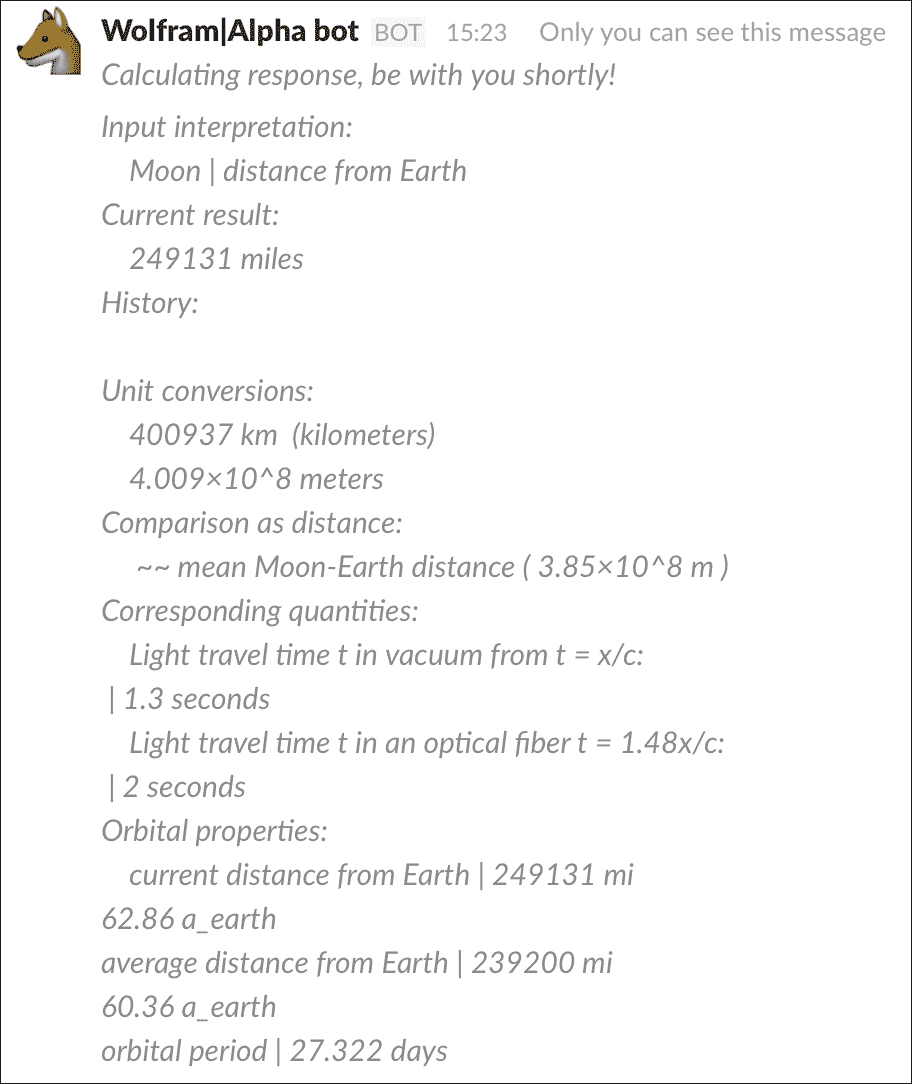 Wolfram|Alpha bot BOT 15:23 Only you can see this message
Calculating response, be with you shortly!
Input interpretation:
Moon | distance from Earth
Current result:
249131 miles
History:
Unit conversions:
400937 km (kilometers)
4.009×10^8 meters
Comparison as distance:
~~ mean Moon-Earth distance ( 3.85×10^8 m )
Corresponding quantities:
Light travel time t in vacuum from t = x/c:
| 1.3 seconds
Light travel time t in an optical fiber t = 1.48x/c:
| 2 seconds
Orbital properties:
current distance from Earth | 249131 mi
62.86 a_earth
average distance from Earth | 239200 mi
60.36 a_earth
orbital period | 27.322 days